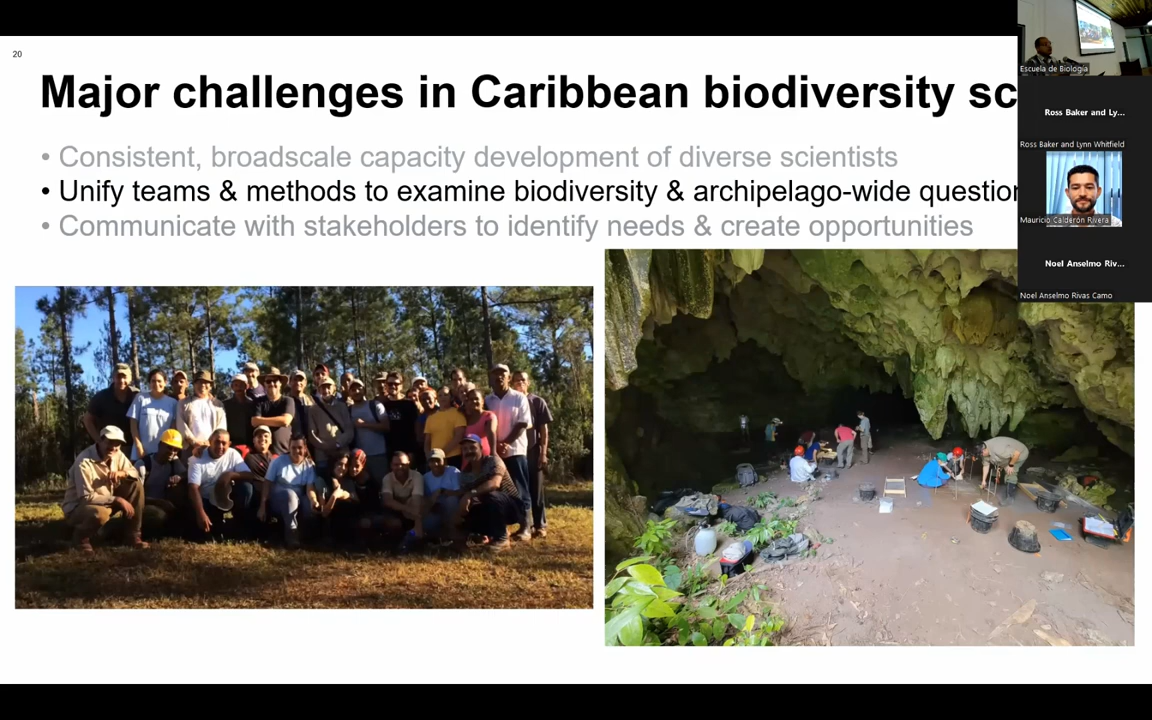 20
Major challenges in Caribbean biodiversity sc
• Consistent, broadscale capacity development of diverse scientists
• Unify teams & methods to examine biodiversity & archipelago-wide question
• Communicate with stakeholders to identify needs & create opportunities
Escuela de Biología
Ross Baker and Ly...
Ross Baker and Lynn Whitfield
Mauricio Calderón Rivera
Noel Anselmo Riv...
Noel Anselmo Rivas Camo